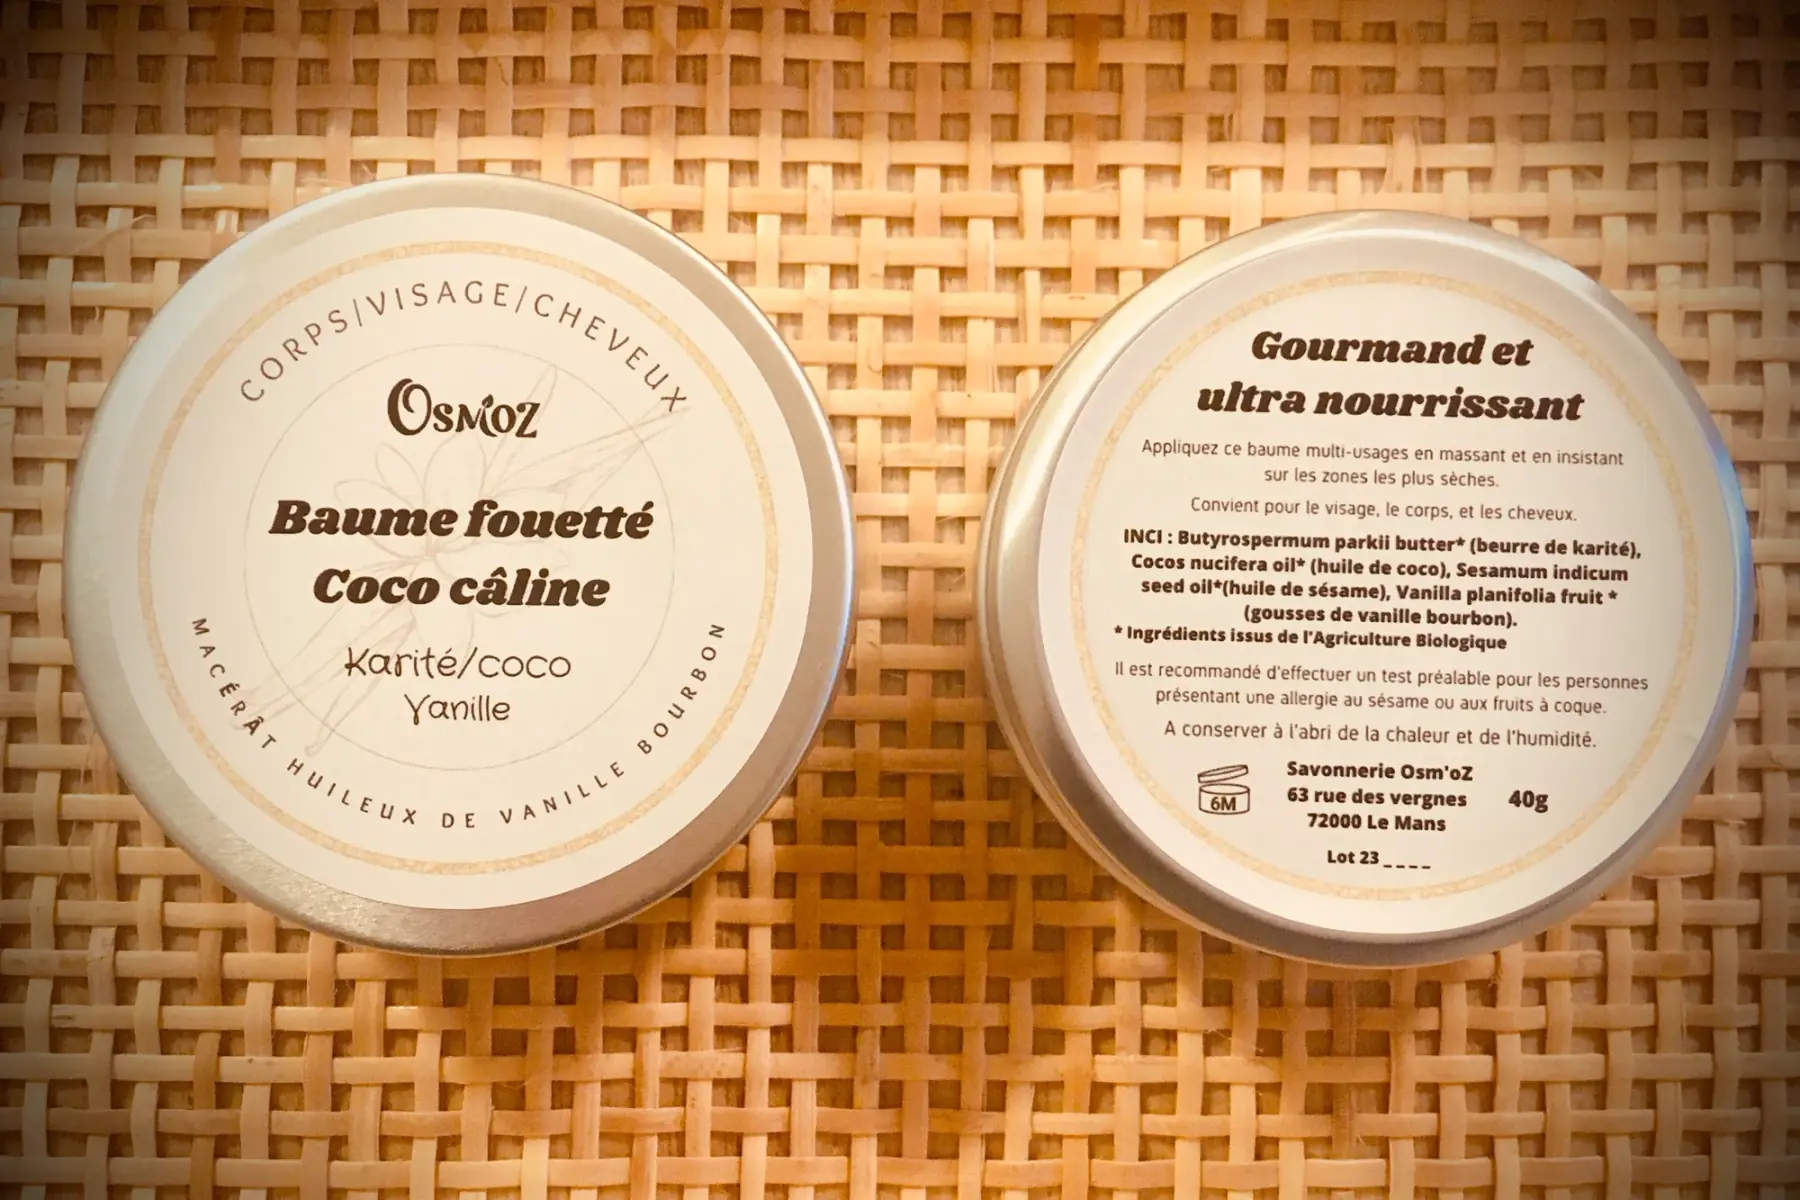 CORPS/VISAGE/CHEVEUX
OSM'OZ
Baume fouetté
Coco câline
Karité/coco
Vanille
MACÉRÂT HUILEUX DE VANILLE BOURBON
Gourmand et
ultra nourrissant
Appliquez ce baume multi-usages en massant et en insistant
sur les zones les plus sèches.
Convient pour le visage, le corps, et les cheveux.
INCI : Butyrospermum parkii butter* (beurre de karité),
Cocos nucifera oil* (huile de coco), Sesamum indicum
seed oil*(huile de sésame), Vanilla planifolia fruit *
(gousses de vanille bourbon).
* Ingrédients issus de l'Agriculture Biologique
Il est recommandé d'effectuer un test préalable pour les personnes
présentant une allergie au sésame ou aux fruits à coque.
A conserver à l'abri de la chaleur et de l'humidité.
6M
Savonnerie Osm'oZ
63 rue des vergnes
72000 Le Mans
40g
Lot 23 _ _ _ _